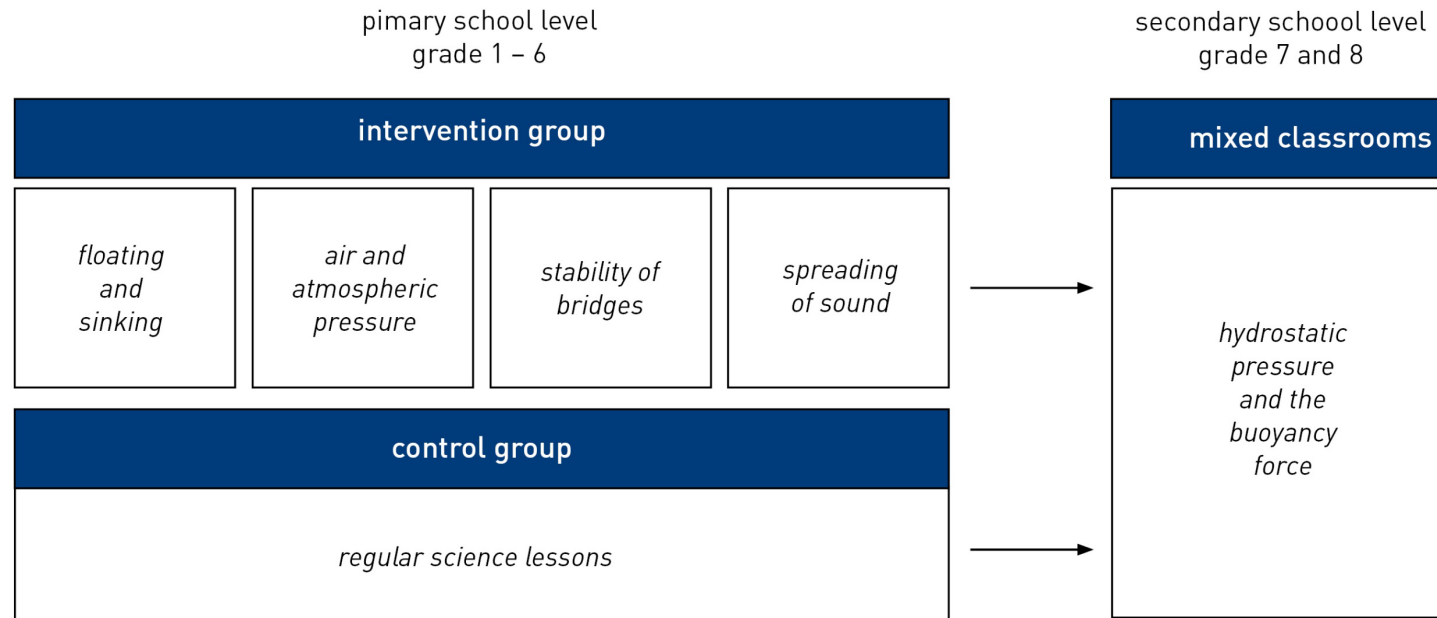 pimary school level
grade 1 – 6
secondary schoool level
grade 7 and 8
intervention group
mixed classrooms
floating
and
sinking
air and
atmospheric
pressure
stability of
bridges
spreading
of sound
hydrostatic
pressure
and the
buoyancy
force
control group
regular science lessons